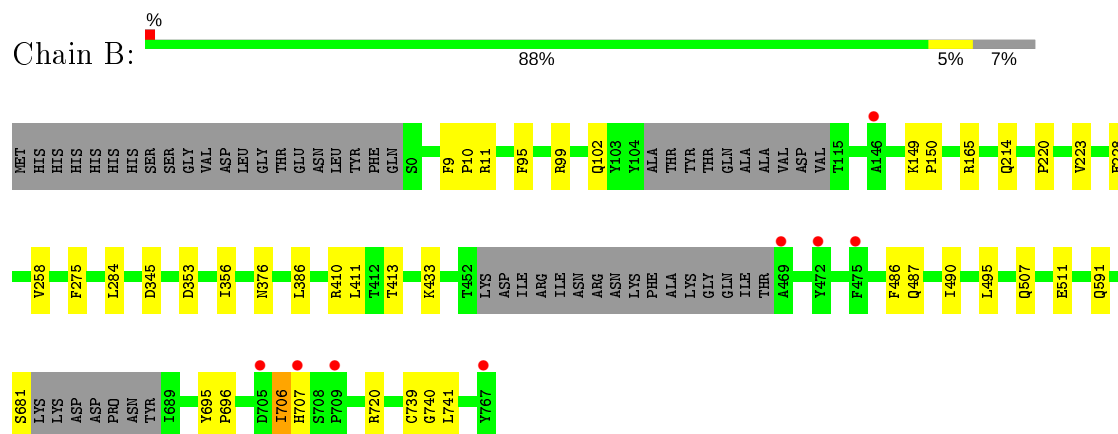 %
Chain B:
88% 5% 7%
MET HIS HIS HIS HIS HIS HIS SER SER GLY VAL ASP LEU GLY THR GLU ASN LEU TYR PHE GLN S0 F9 P10 R11 F95 R99 Q102 Y103 Y104 ALA THR TYR THR GLN ALA ALA VAL ASP VAL T115 A146 K149 P150 R165 Q214 P220 V223
V258 F275 L284 D345 D353 I356 N376 L386 R410 L411 T412 T413 K433 T452 LYS ASP ILE ARG ILE ASN ARG ASN LYS PHE ALA LYS GLY GLN ILE THR A469 Y472 F475 F486 Q487 I490 L495 Q507 E511 Q591
S681 LYS LYS ASP ASP PRO ASN TYR I689 Y695 P696 D705 I706 H707 S708 P709 R720 C739 G740 L741 Y767